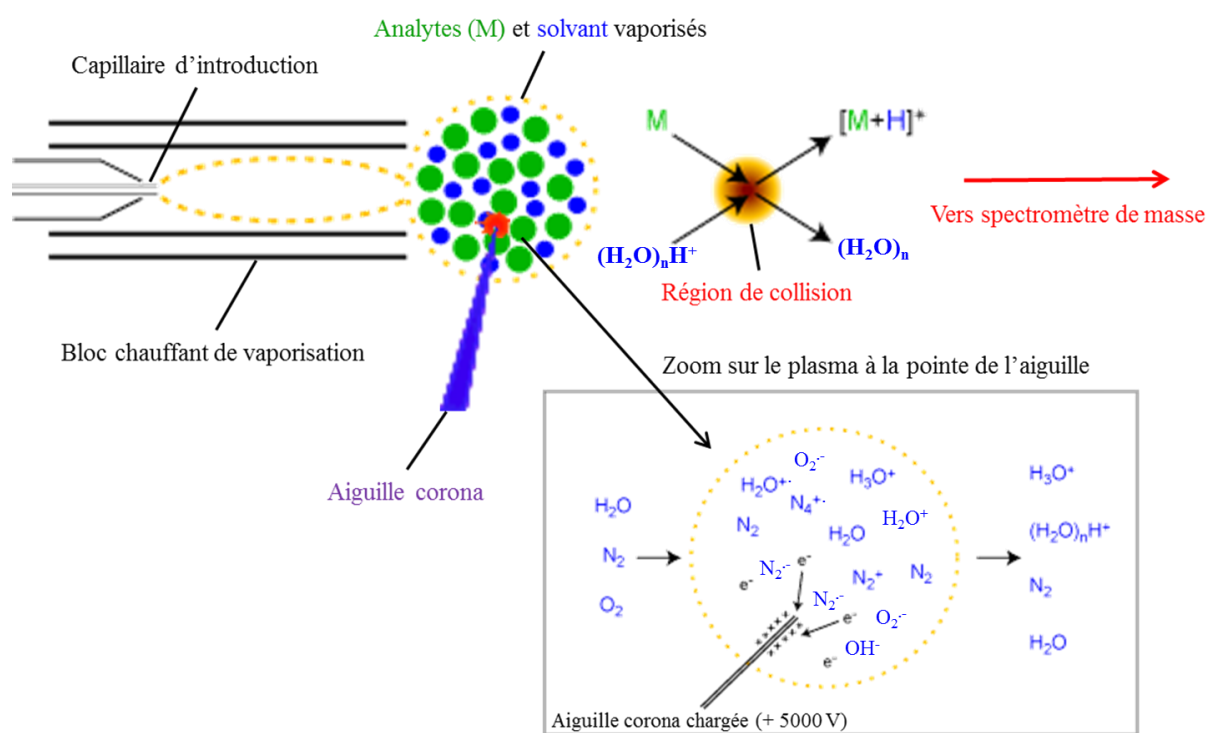 Analytes (M) et solvant vaporisés
Capillaire d’introduction
M
[M+H]⁺
(H₂O)ₙH⁺
(H₂O)ₙ
Vers spectromètre de masse
Région de collision
Bloc chauffant de vaporisation
Aiguille corona
Zoom sur le plasma à la pointe de l’aiguille
H₂O
N₂
O₂
O₂·⁻
H₂O⁺·
N₄⁺·
H₃O⁺
N₂
H₂O
H₂O⁺
N₂·⁻
e⁻
e⁻
N₂⁺
N₂
N₂·⁻
e⁻
O₂·⁻
OH⁻
e⁻
+ + + + +
+ + + + +
H₃O⁺
(H₂O)ₙH⁺
N₂
H₂O
Aiguille corona chargée (+ 5000 V)